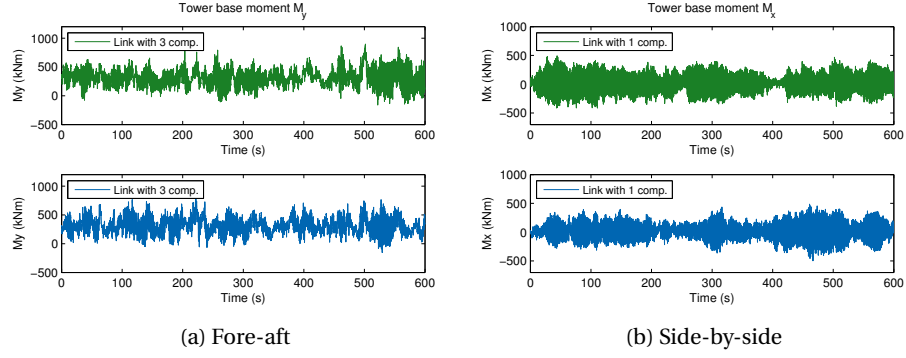 Tower base moment M_y
Link with 3 comp.
My (kNm)
1000
500
0
−500
0 100 200 300 400 500 600
Time (s)
Link with 3 comp.
My (kNm)
1000
500
0
−500
0 100 200 300 400 500 600
Time (s)
(a) Fore-aft
Tower base moment M_x
Link with 1 comp.
Mx (kNm)
1000
500
0
−500
0 100 200 300 400 500 600
Time (s)
Link with 1 comp.
Mx (kNm)
1000
500
0
−500
0 100 200 300 400 500 600
Time (s)
(b) Side-by-side